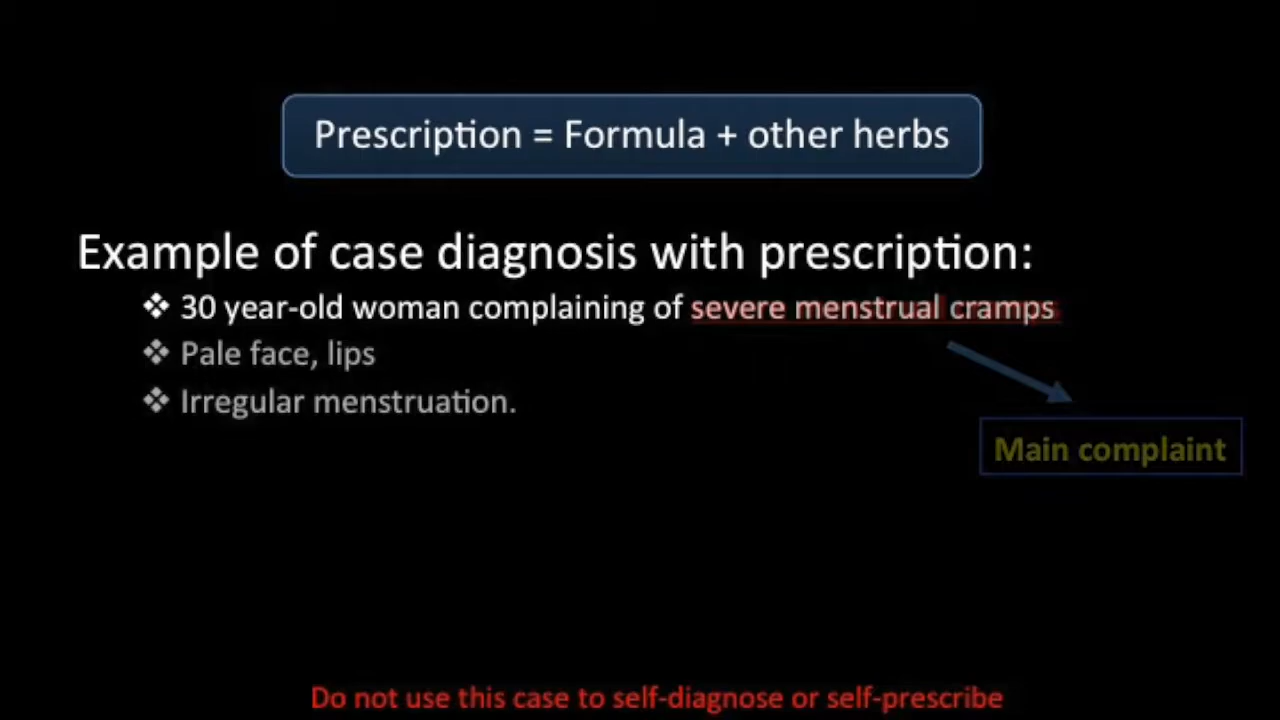 Prescription = Formula + other herbs
Example of case diagnosis with prescription:
❖ 30 year-old woman complaining of severe menstrual cramps
❖ Pale face, lips
❖ Irregular menstruation.
Main complaint
Do not use this case to self-diagnose or self-prescribe